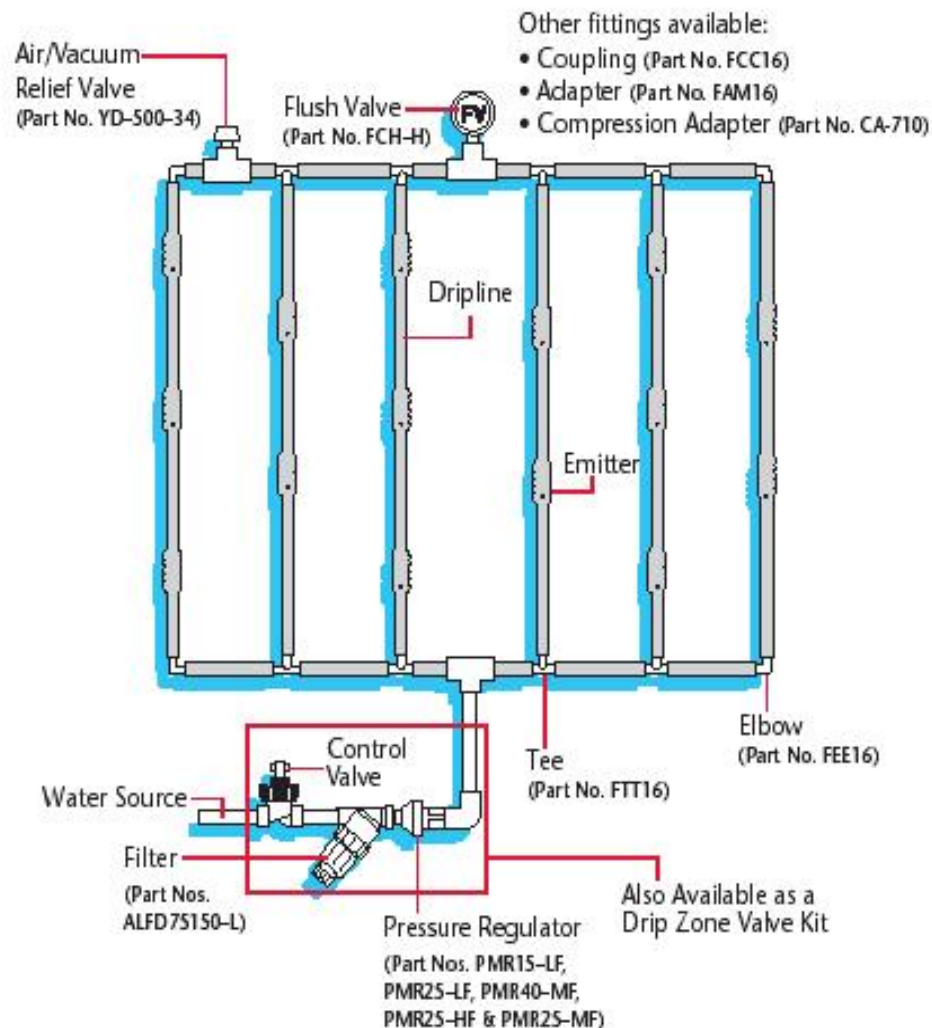 Air/Vacuum
Relief Valve
(Part No. YD-500-34)
Flush Valve
(Part No. FCH-H)
FV
Other fittings available:
• Coupling (Part No. FCC16)
• Adapter (Part No. FAM16)
• Compression Adapter (Part No. CA-710)
Dripline
Emitter
Elbow
(Part No. FEE16)
Tee
(Part No. FTT16)
Control
Valve
Water Source
Filter
(Part Nos.
ALFD75150-L)
Pressure Regulator
(Part Nos. PMR15-LF,
PMR25-LF, PMR40-MF,
PMR25-HF & PMR25-MF)
Also Available as a
Drip Zone Valve Kit